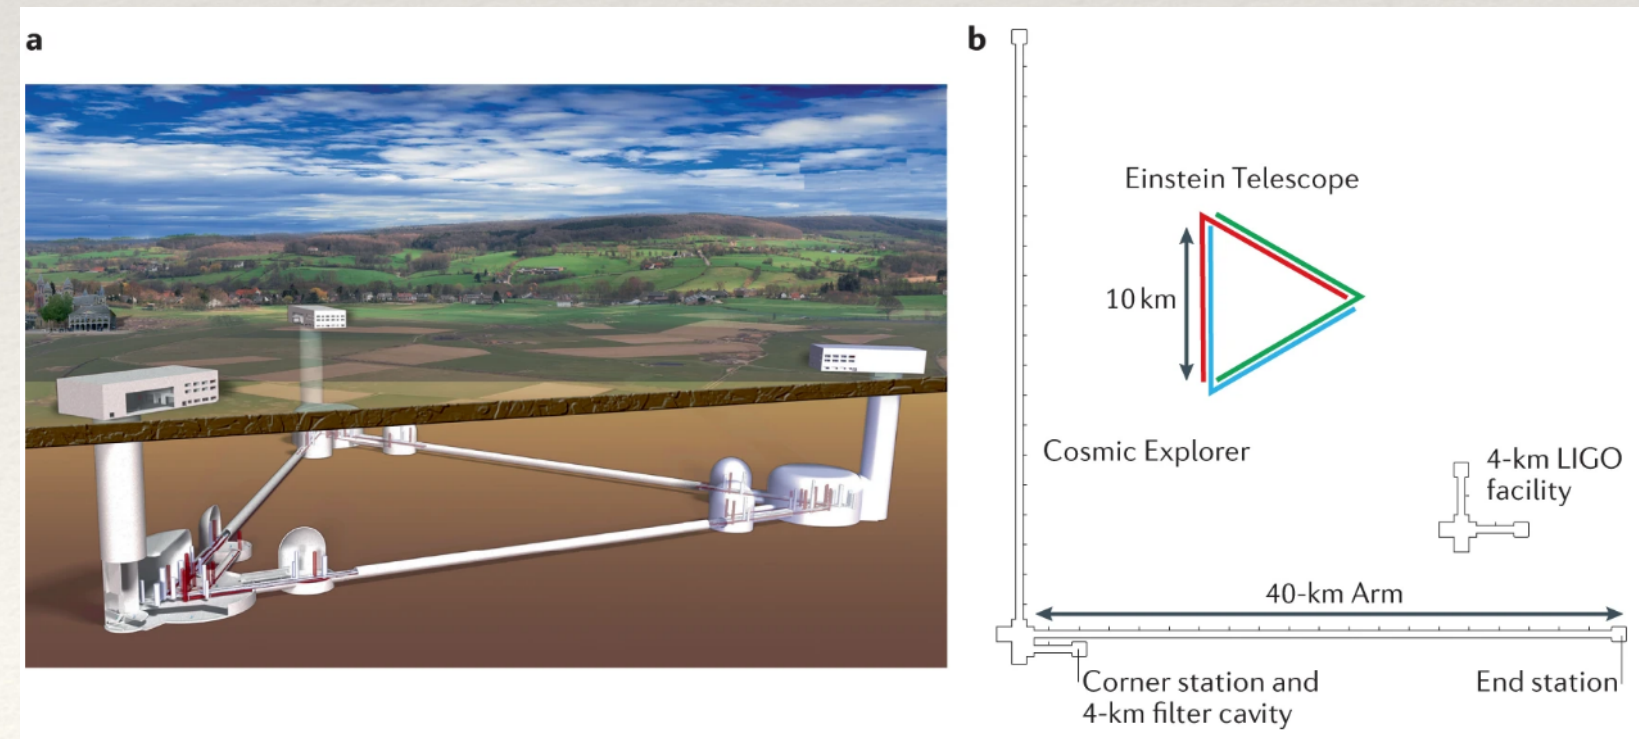 a
b
Einstein Telescope
10 km
Cosmic Explorer
4-km LIGO
facility
40-km Arm
Corner station and
4-km filter cavity
End station